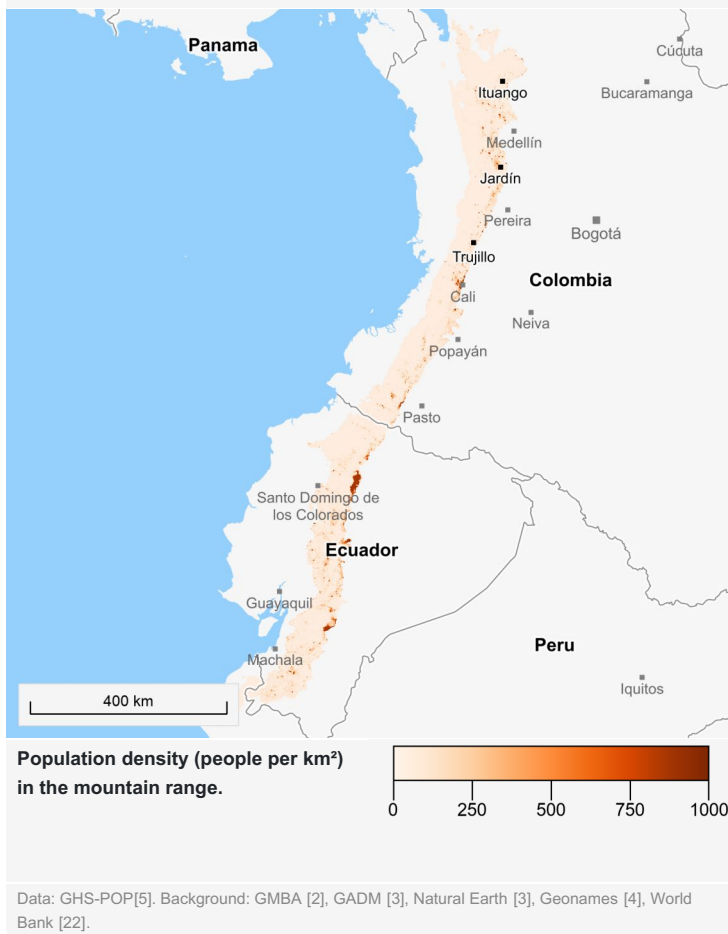 Panama
Cúcuta
Ituango
Bucaramanga
Medellín
Jardín
Pereira
Bogotá
Trujillo
Colombia
Cali
Neiva
Popayán
Pasto
Santo Domingo de
los Colorados
Ecuador
Guayaquil
Peru
Machala
Iquitos
400 km
Population density (people per km²)
in the mountain range.
0 250 500 750 1000
Data: GHS-POP[5]. Background: GMBA [2], GADM [3], Natural Earth [3], Geonames [4], World
Bank [22].